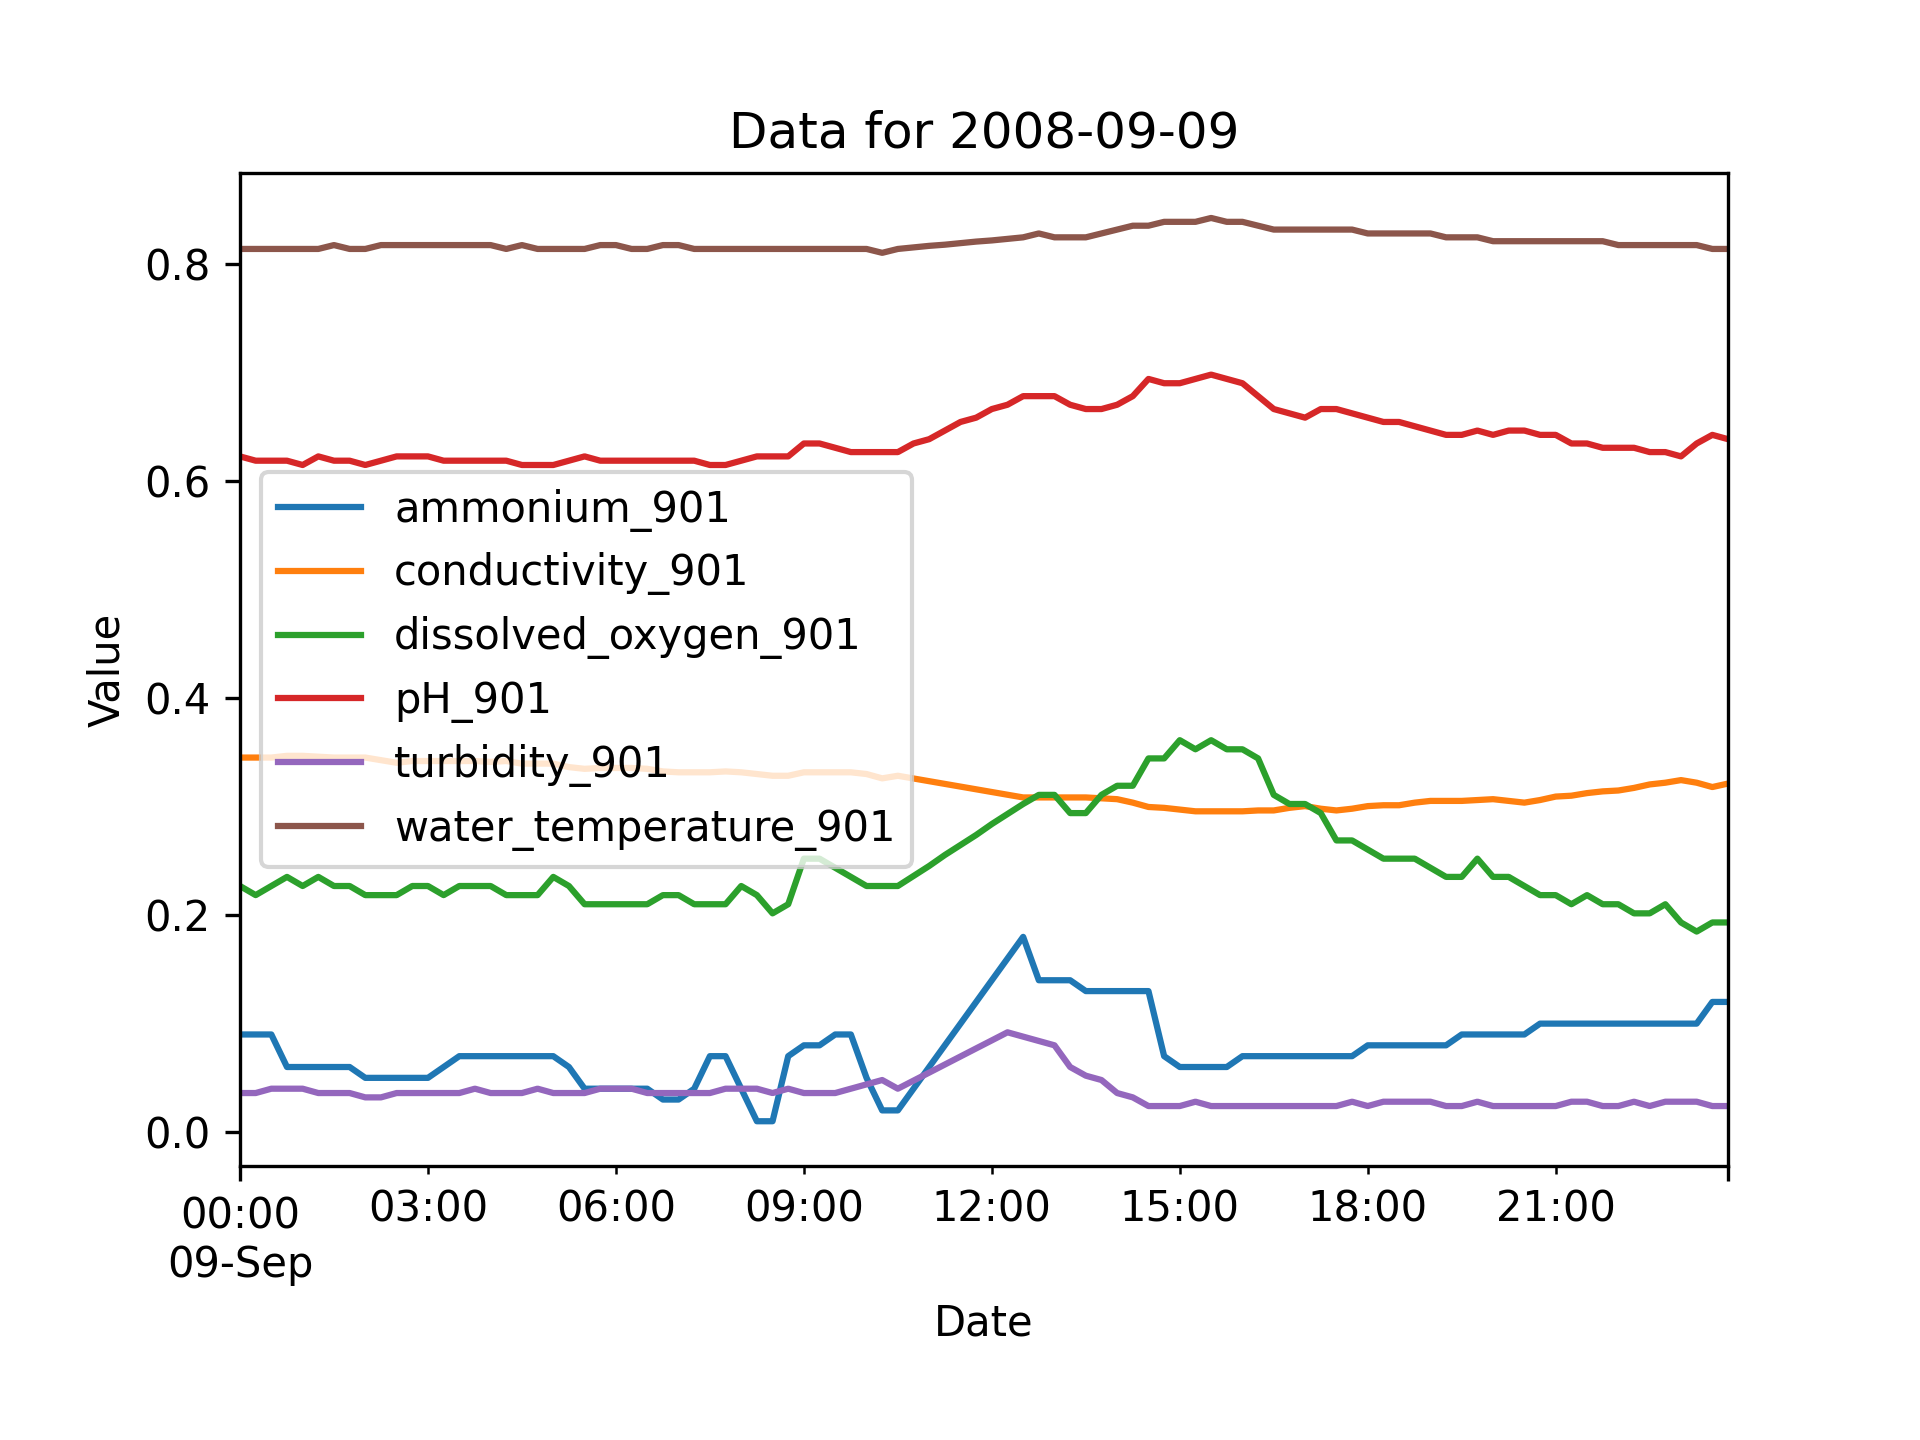 Data for 2008-09-09
Value
0.8
0.6
0.4
0.2
0.0
ammonium_901
conductivity_901
dissolved_oxygen_901
pH_901
turbidity_901
water_temperature_901
00:00 03:00 06:00 09:00 12:00 15:00 18:00 21:00
09-Sep
Date